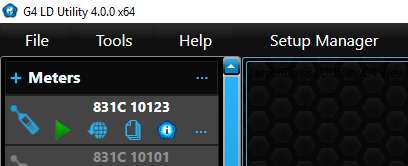 G4 LD Utility 4.0.0 x64
File Tools Help Setup Manager
+ Meters ...
831C 10123
...
831C 10101